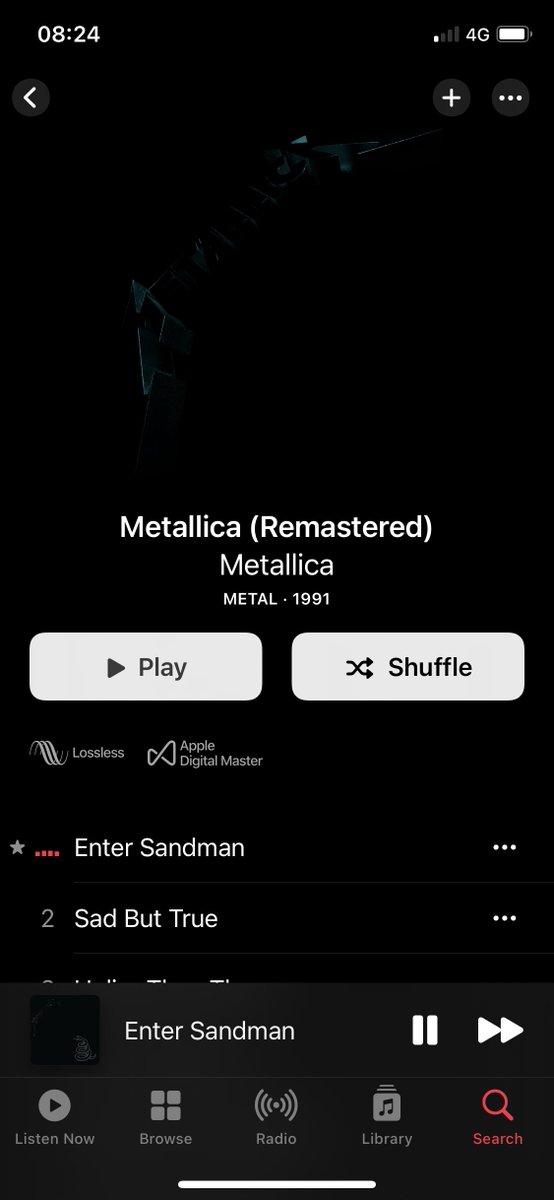 08:24
4G
Metallica (Remastered)
Metallica
METAL · 1991
Play
Shuffle
Lossless
Apple
Digital Master
Enter Sandman
2
Sad But True
Enter Sandman
Listen Now
Browse
Radio
Library
Search